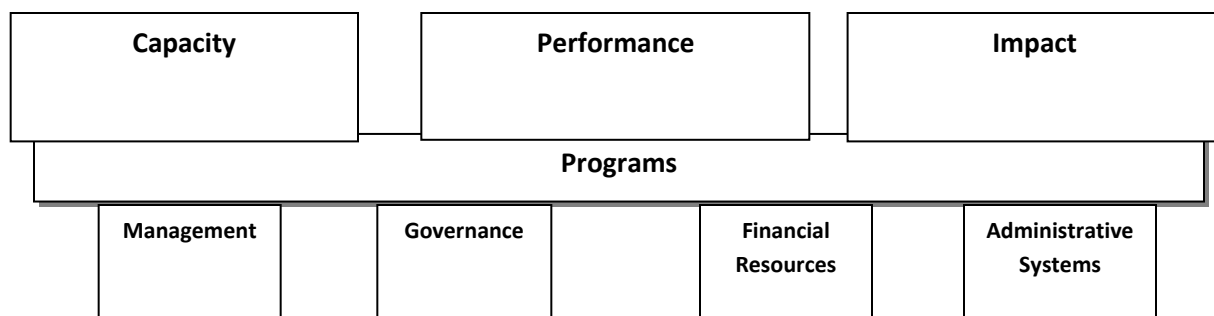 Capacity
Performance
Impact
Programs
Management
Governance
Financial
Resources
Administrative
Systems